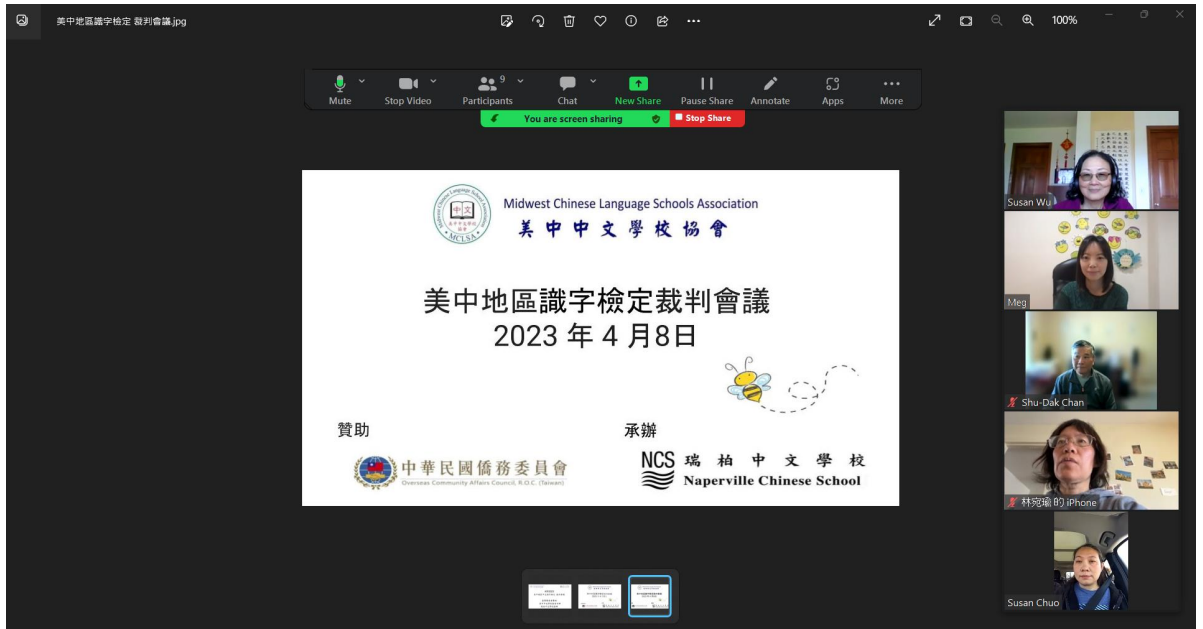 美中地區識字檢定 裁判會議.jpg
100%
9
Mute
Stop Video
Participants
Chat
New Share
Pause Share
Annotate
Apps
More
You are screen sharing
Stop Share
Midwest Chinese Language Schools Association
美中中文學校協會
中文
MCLSA
美中地區識字檢定裁判會議
2023 年 4 月8日
贊助
承辦
中華民國僑務委員會
Overseas Community Affairs Council, R.O.C. (Taiwan)
NCS 瑞柏中文學校
Naperville Chinese School
Susan Wu
Meg
Shu-Dak Chan
林宛瑜 的 iPhone
Susan Chuo